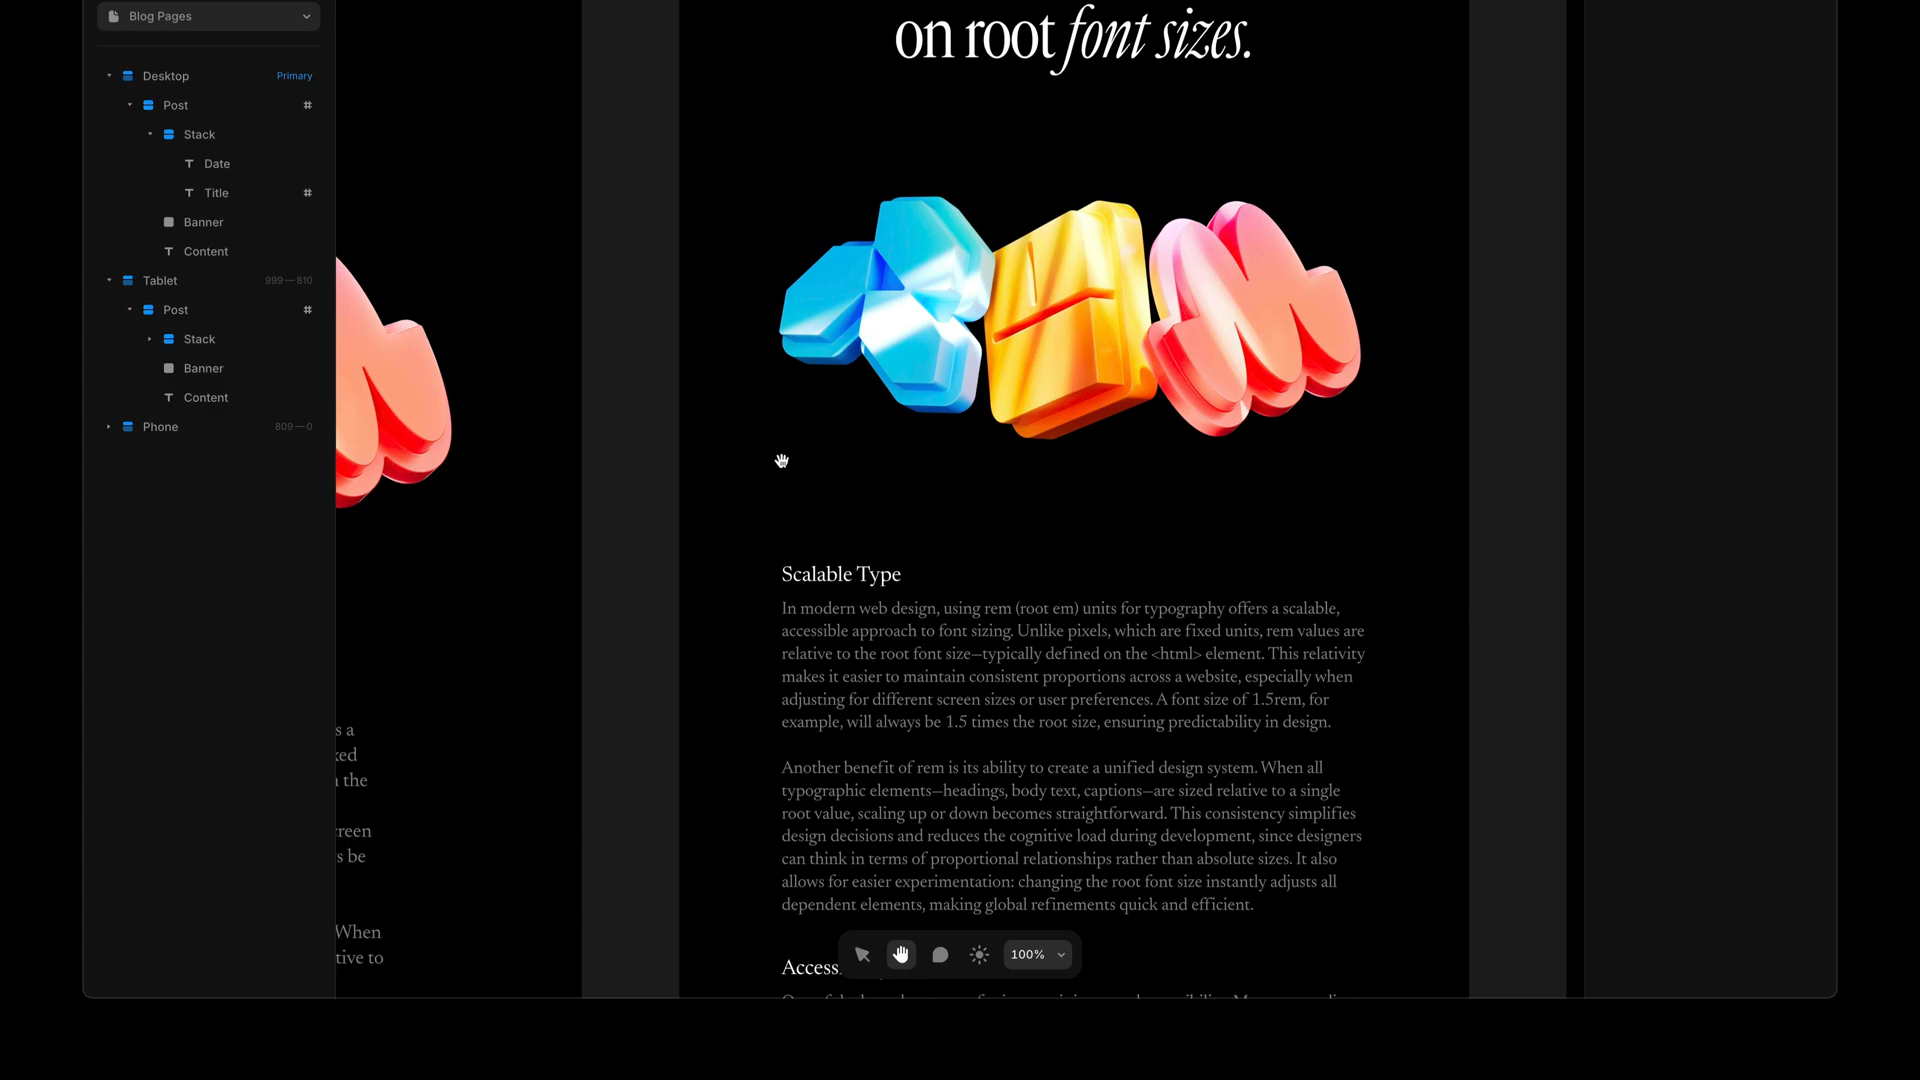 Blog Pages
Desktop Primary
Post
Stack
Date
Title
Banner
Content
Tablet 999—810
Post
Stack
Banner
Content
Phone 809—0
s a
ked
the
creen
s be
When
tive to
on root font sizes.
Scalable Type
In modern web design, using rem (root em) units for typography offers a scalable,
accessible approach to font sizing. Unlike pixels, which are fixed units, rem values are
relative to the root font size—typically defined on the <html> element. This relativity
makes it easier to maintain consistent proportions across a website, especially when
adjusting for different screen sizes or user preferences. A font size of 1.5rem, for
example, will always be 1.5 times the root size, ensuring predictability in design.
Another benefit of rem is its ability to create a unified design system. When all
typographic elements—headings, body text, captions—are sized relative to a single
root value, scaling up or down becomes straightforward. This consistency simplifies
design decisions and reduces the cognitive load during development, since designers
can think in terms of proportional relationships rather than absolute sizes. It also
allows for easier experimentation: changing the root font size instantly adjusts all
dependent elements, making global refinements quick and efficient.
Access
100%